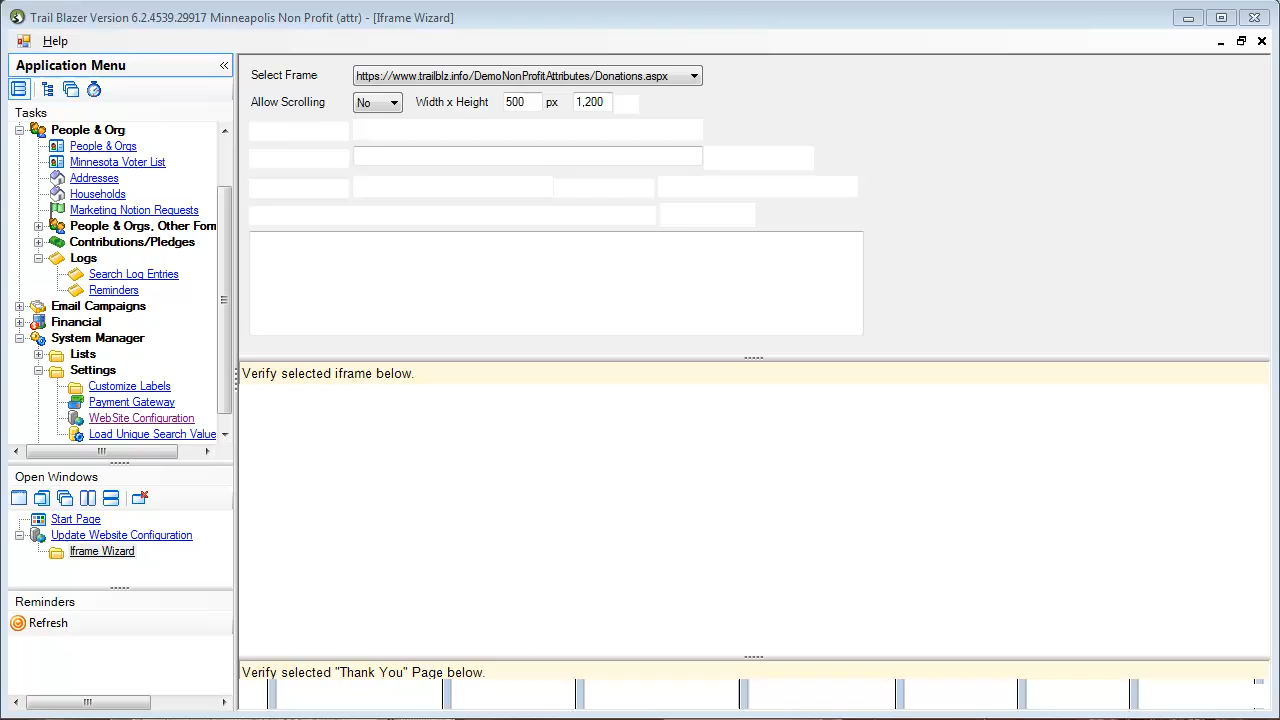 Trail Blazer Version 6.2.4539.29917 Minneapolis Non Profit (attr) - [Iframe Wizard]
Help
Application Menu
Tasks
People & Org
People & Orgs
Minnesota Voter List
Addresses
Households
Marketing Notion Requests
People & Orgs, Other Form
Contributions/Pledges
Logs
Search Log Entries
Reminders
Email Campaigns
Financial
System Manager
Lists
Settings
Customize Labels
Payment Gateway
WebSite Configuration
Load Unique Search Value
Open Windows
Start Page
Update Website Configuration
Iframe Wizard
Reminders
Refresh
Select Frame https://www.trailblz.info/DemoNonProfitAttributes/Donations.aspx
Allow Scrolling No Width x Height 500 px 1,200
Verify selected iframe below.
Verify selected "Thank You" Page below.